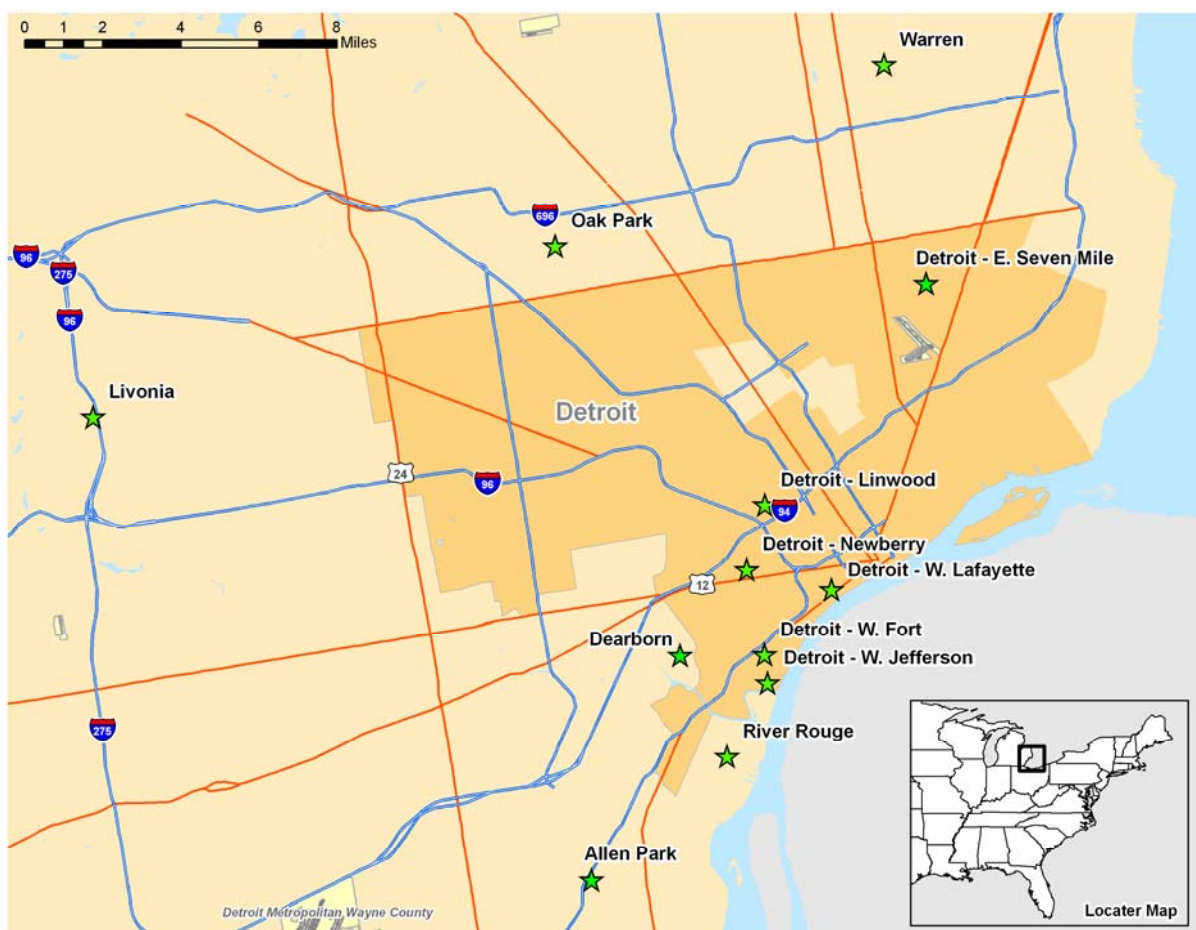 0 1 2 4 6 8
Miles
Warren
696
Oak Park
96
275
Detroit - E. Seven Mile
96
Livonia
Detroit
24
96
Detroit - Linwood
94
Detroit - Newberry
12
Detroit - W. Lafayette
Dearborn
Detroit - W. Fort
Detroit - W. Jefferson
275
River Rouge
Allen Park
Detroit Metropolitan Wayne County
Locater Map